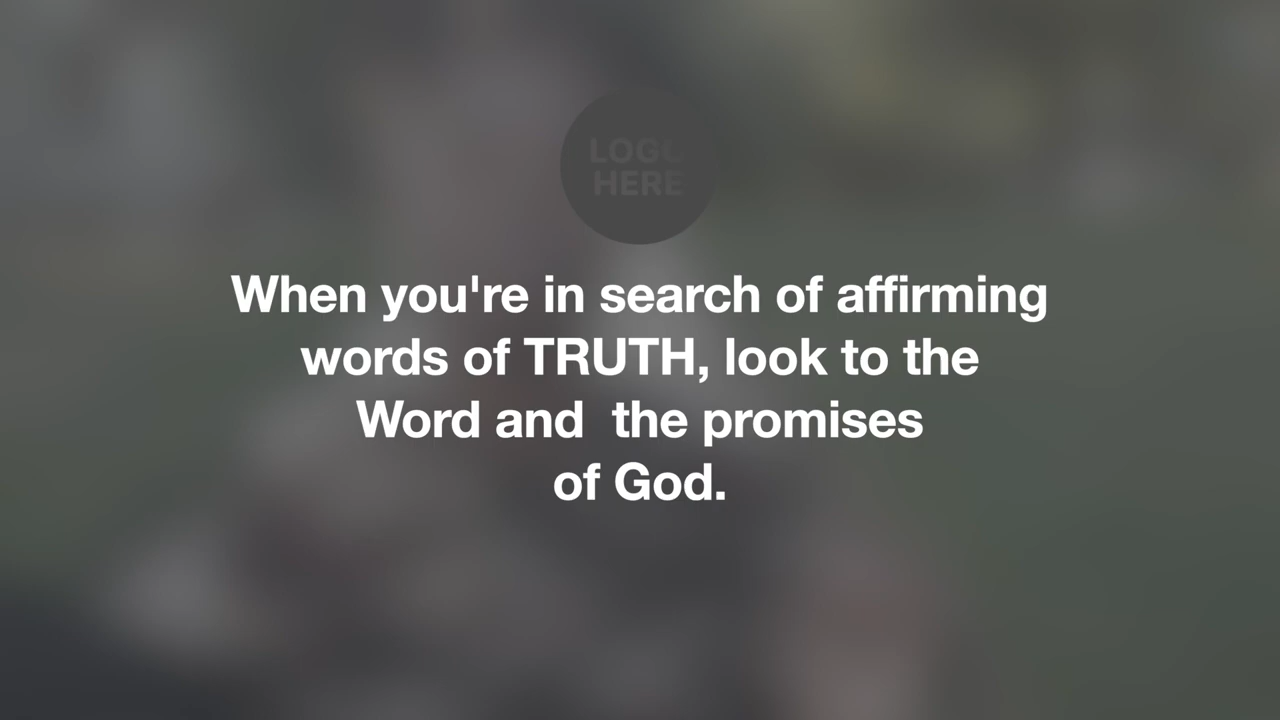 LOGO
HERE
When you're in search of affirming
words of TRUTH, look to the
Word and  the promises
of God.